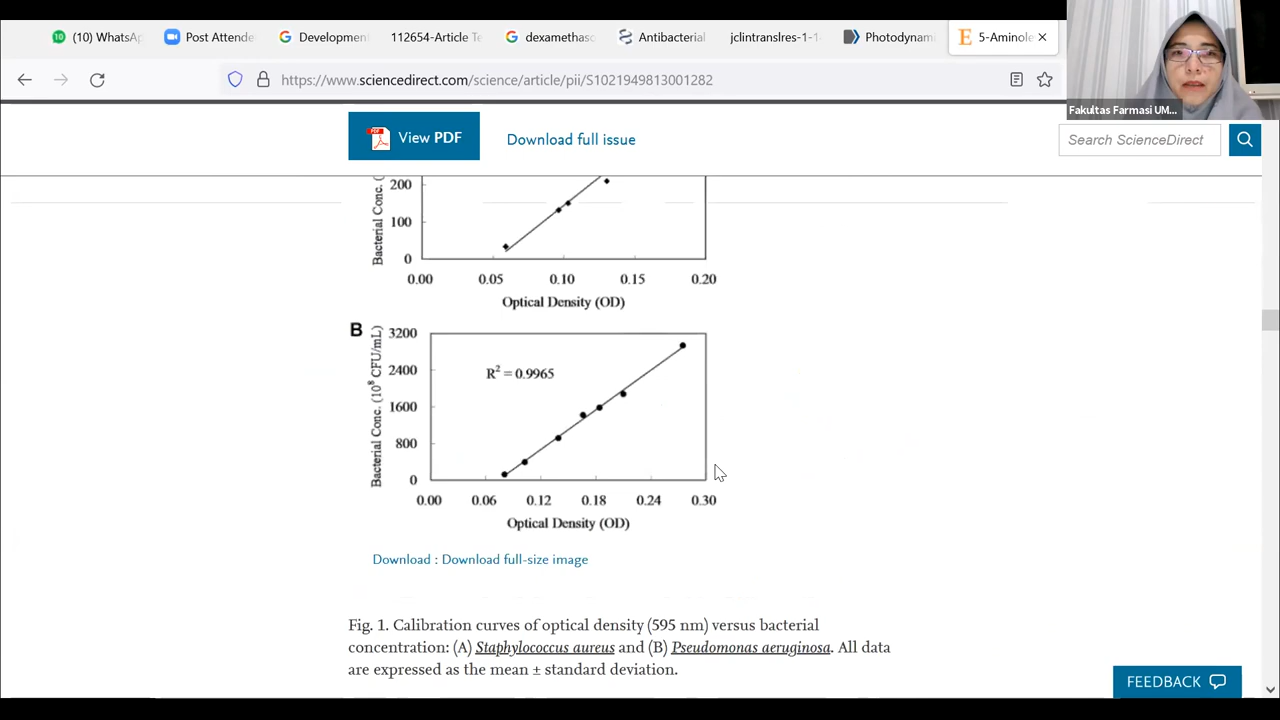 (10) WhatsA
Post Attende
Developmen
112654-Article Te
dexamethaso
Antibacterial
jclintranslres-1-1-
Photodynam
5-Aminole
Fakultas Farmasi UM...
https://www.sciencedirect.com/science/article/pii/S1021949813001282
View PDF
Download full issue
Search ScienceDirect
Bacterial Conc. (
200
100
0
0.00 0.05 0.10 0.15 0.20
Optical Density (OD)
B
Bacterial Conc. (10⁸ CFU/mL)
3200
2400
1600
800
0
R² = 0.9965
0.00 0.06 0.12 0.18 0.24 0.30
Optical Density (OD)
Download : Download full-size image
Fig. 1. Calibration curves of optical density (595 nm) versus bacterial
concentration: (A) Staphylococcus aureus and (B) Pseudomonas aeruginosa. All data
are expressed as the mean ± standard deviation.
FEEDBACK